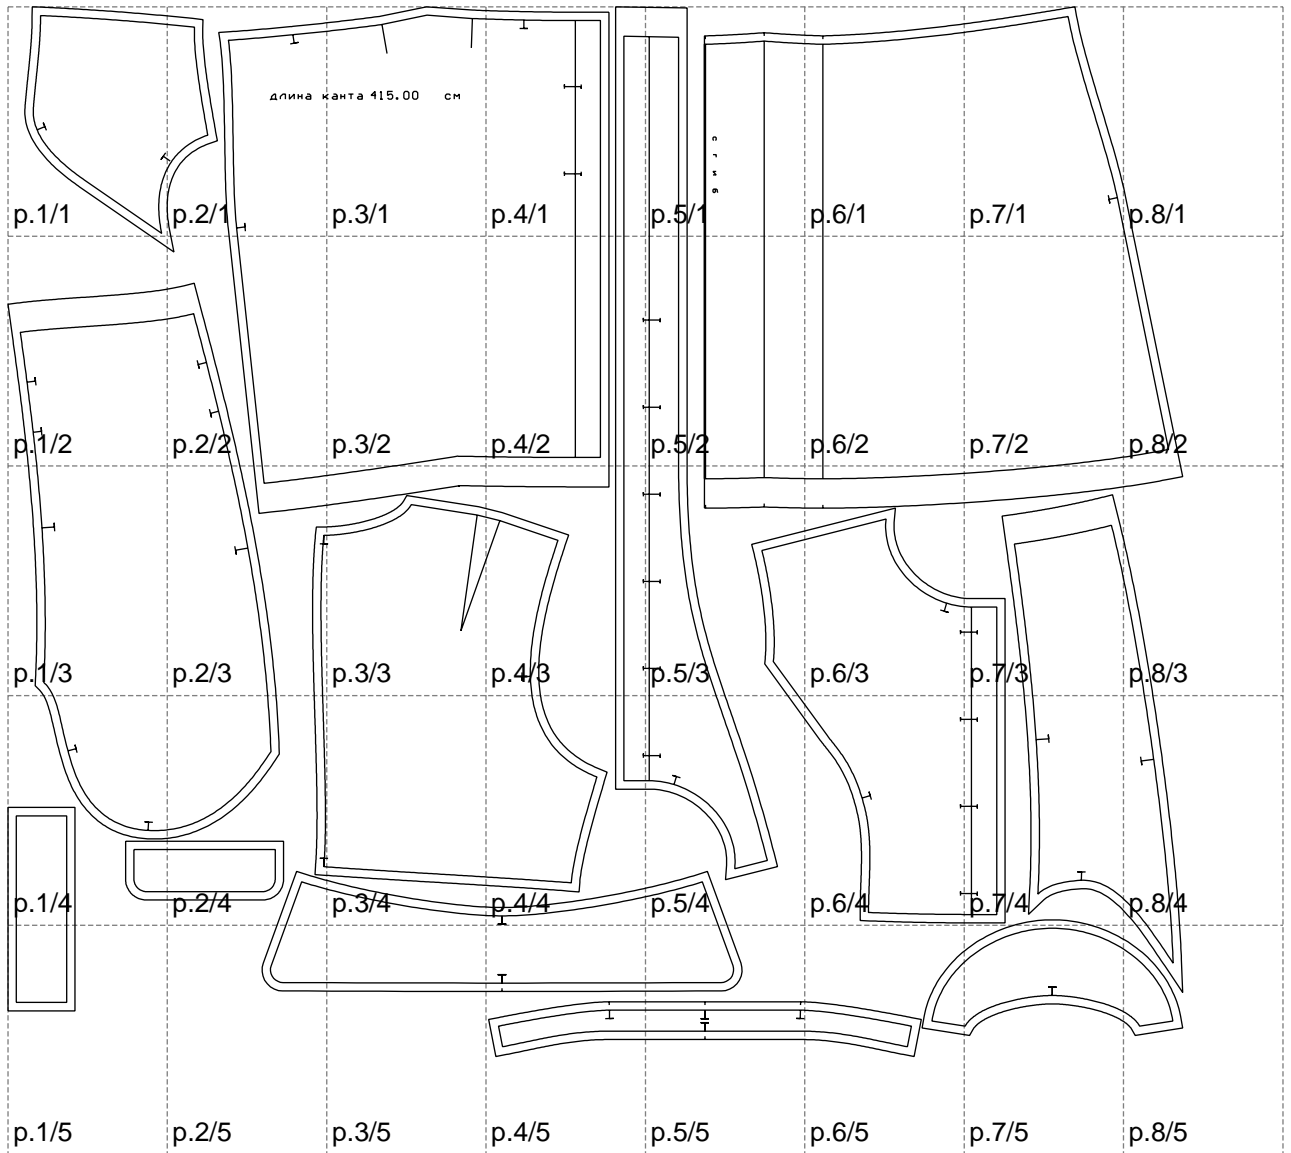 длина канта 415.00 см
сгиб
p.1/1 p.2/1 p.3/1 p.4/1 p.5/1 p.6/1 p.7/1 p.8/1
p.1/2 p.2/2 p.3/2 p.4/2 p.5/2 p.6/2 p.7/2 p.8/2
p.1/3 p.2/3 p.3/3 p.4/3 p.5/3 p.6/3 p.7/3 p.8/3
p.1/4 p.2/4 p.3/4 p.4/4 p.5/4 p.6/4 p.7/4 p.8/4
p.1/5 p.2/5 p.3/5 p.4/5 p.5/5 p.6/5 p.7/5 p.8/5